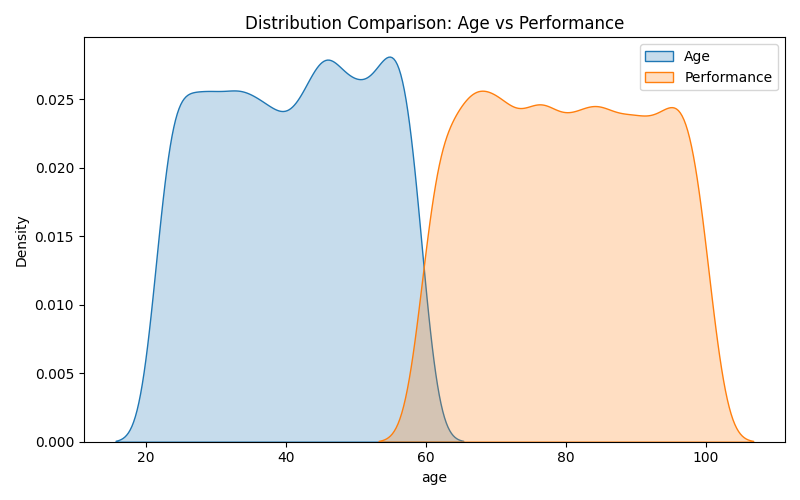 Distribution Comparison: Age vs Performance
Age
Performance
Density
0.025
0.020
0.015
0.010
0.005
0.000
20 40 60 80 100
age